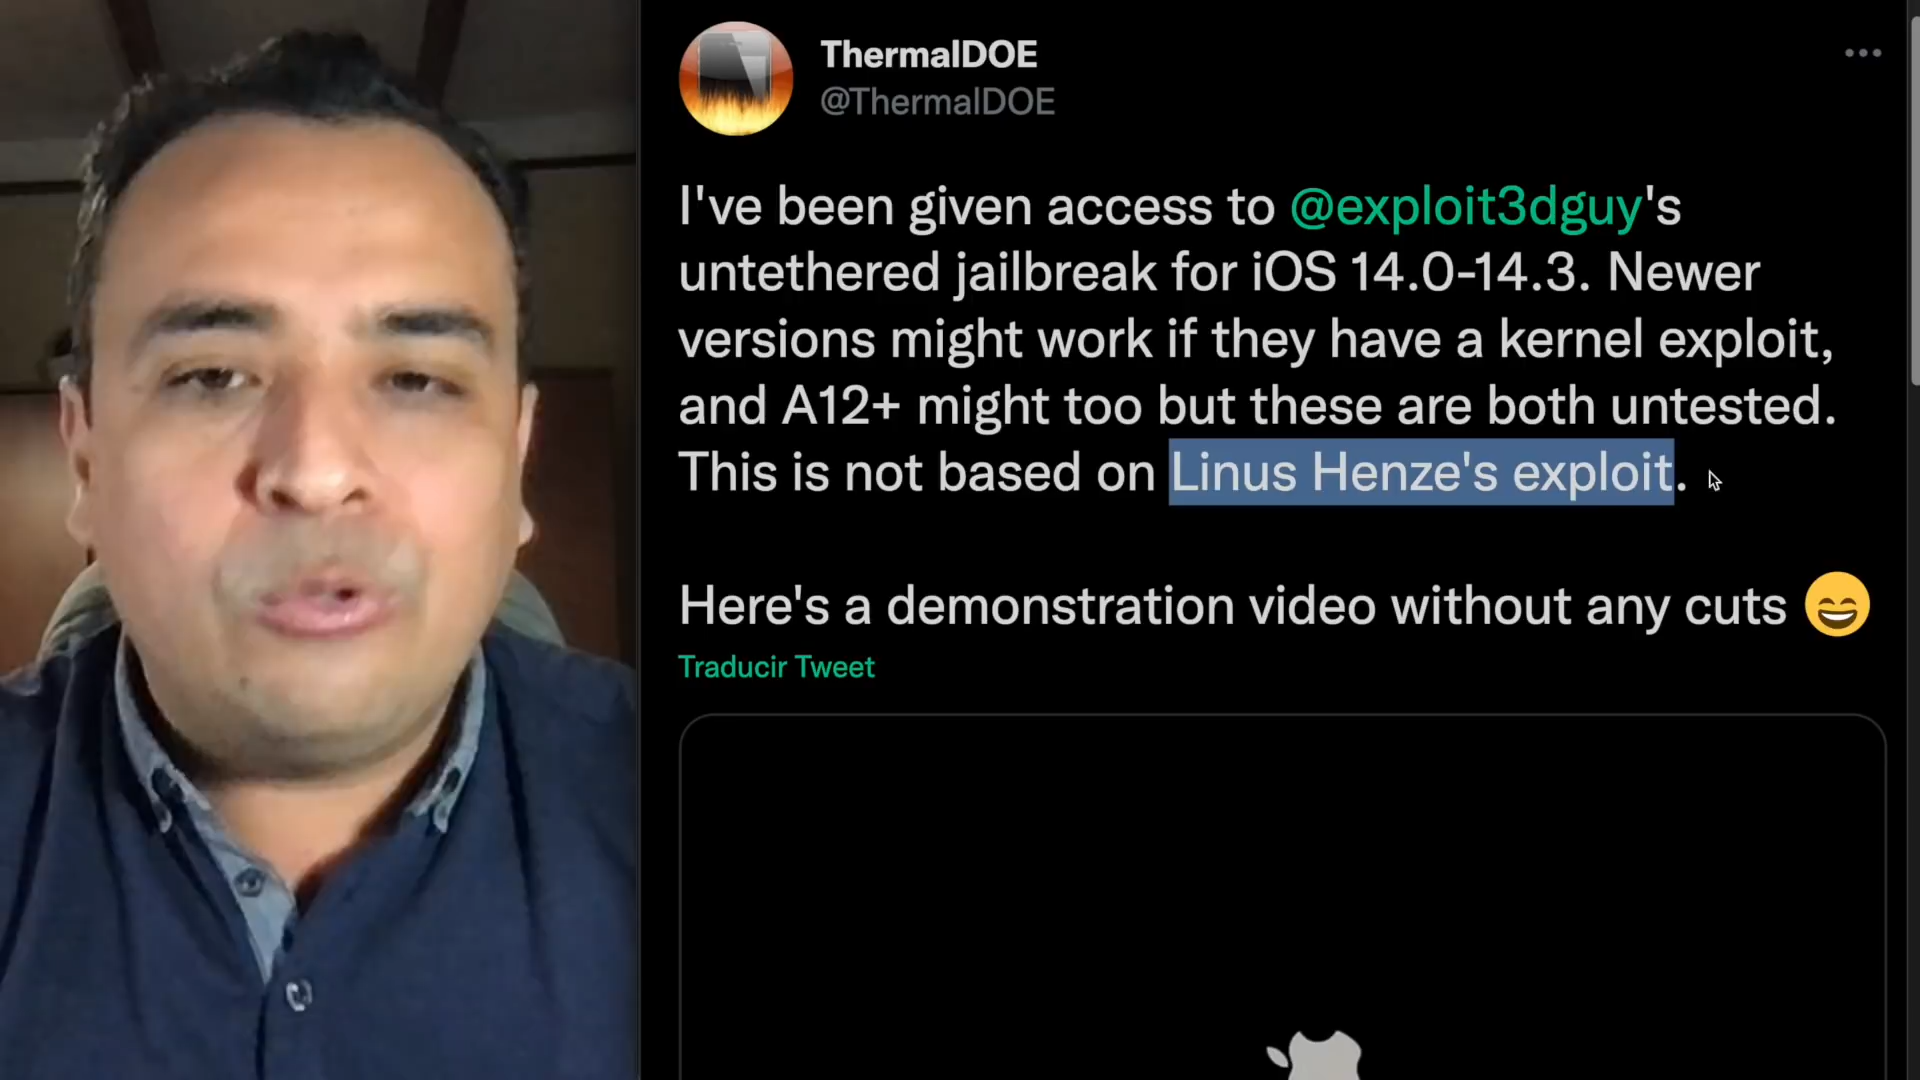 ThermalDOE
@ThermalDOE
I've been given access to @exploit3dguy's
untethered jailbreak for iOS 14.0-14.3. Newer
versions might work if they have a kernel exploit,
and A12+ might too but these are both untested.
This is not based on Linus Henze's exploit.
Here's a demonstration video without any cuts 😄
Traducir Tweet